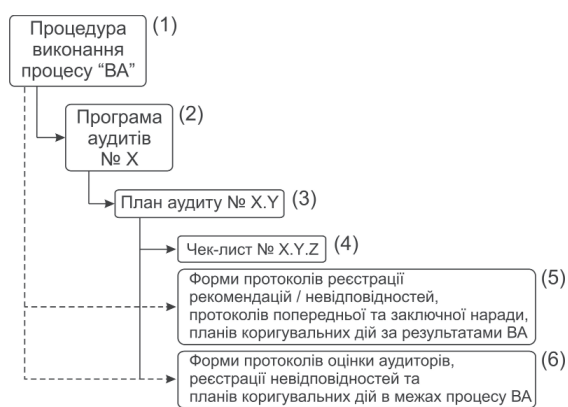 Процедура (1)
виконання
процесу “ВА”
Програма (2)
аудитів
№ X
План аудиту № X.Y (3)
Чек-лист № X.Y.Z (4)
Форми протоколів реєстрації (5)
рекомендацій / невідповідностей,
протоколів попередньої та заключної наради,
планів коригувальних дій за результатами ВА
Форми протоколів оцінки аудиторів, (6)
реєстрації невідповідностей та
планів коригувальних дій в межах процесу ВА